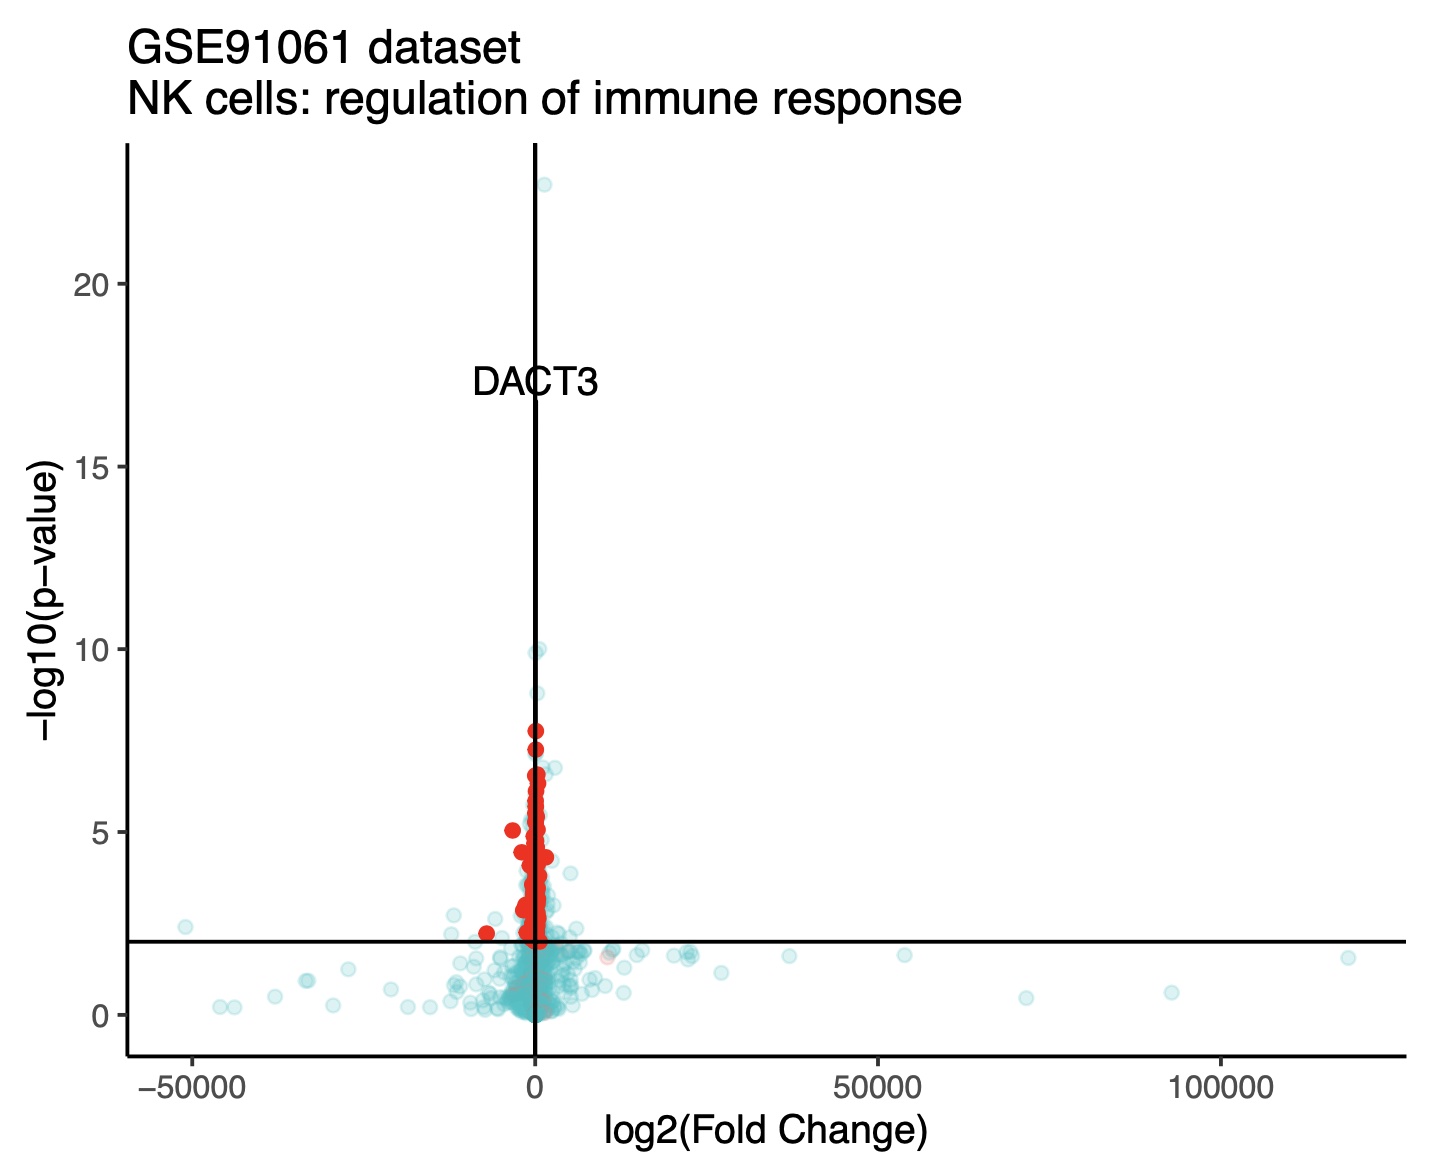 GSE91061 dataset
NK cells: regulation of immune response
−log10(p−value)
20
15
10
5
0
DACT3
−50000
0
50000
100000
log2(Fold Change)